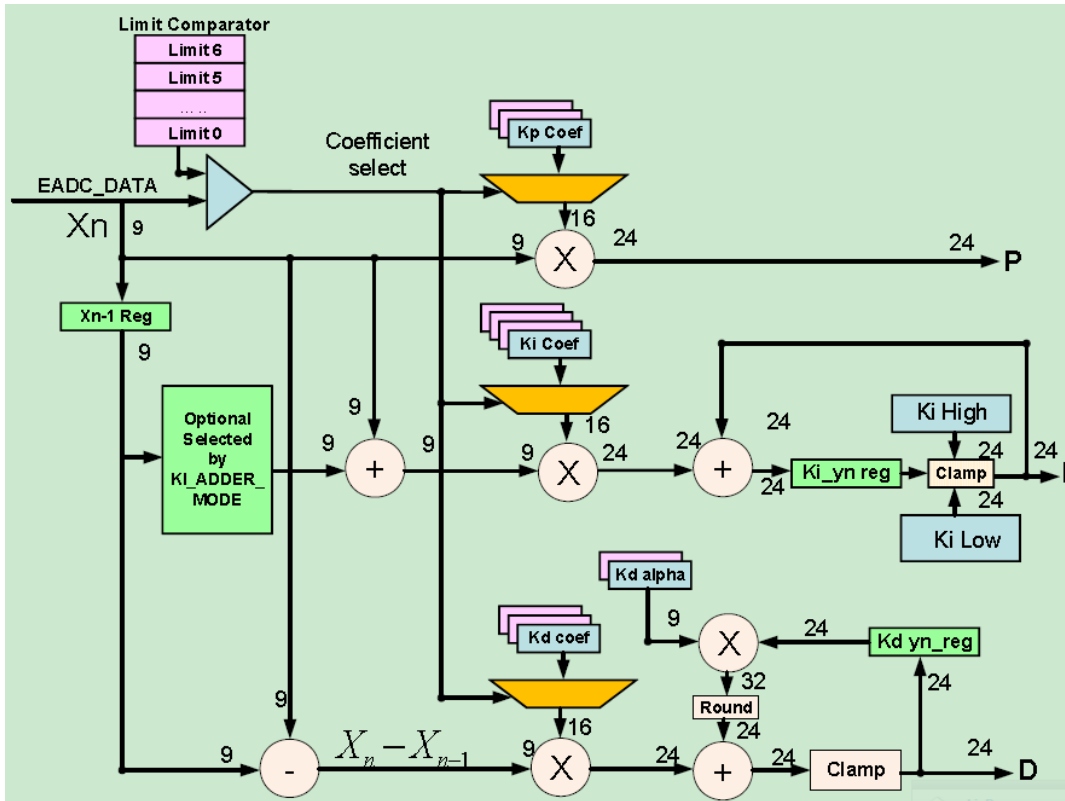 Limit Comparator
Limit 6
Limit 5
.... ..
Limit 0
Coefficient
select
EADC_DATA
Xn
9
Kp Coef
16
9
X
24
24
P
Xn-1 Reg
9
Ki Coef
16
Optional
Selected
by
KI_ADDER_
MODE
9
9
+
9
9
X
24
24
24
+
24
Ki_yn reg
Ki High
24
Clamp
24
24
Ki Low
Kd alpha
9
X
24
Kd yn_reg
24
32
Round
24
Kd coef
16
9
9
-
Xn - Xn-1
9
X
24
+
24
Clamp
24
D